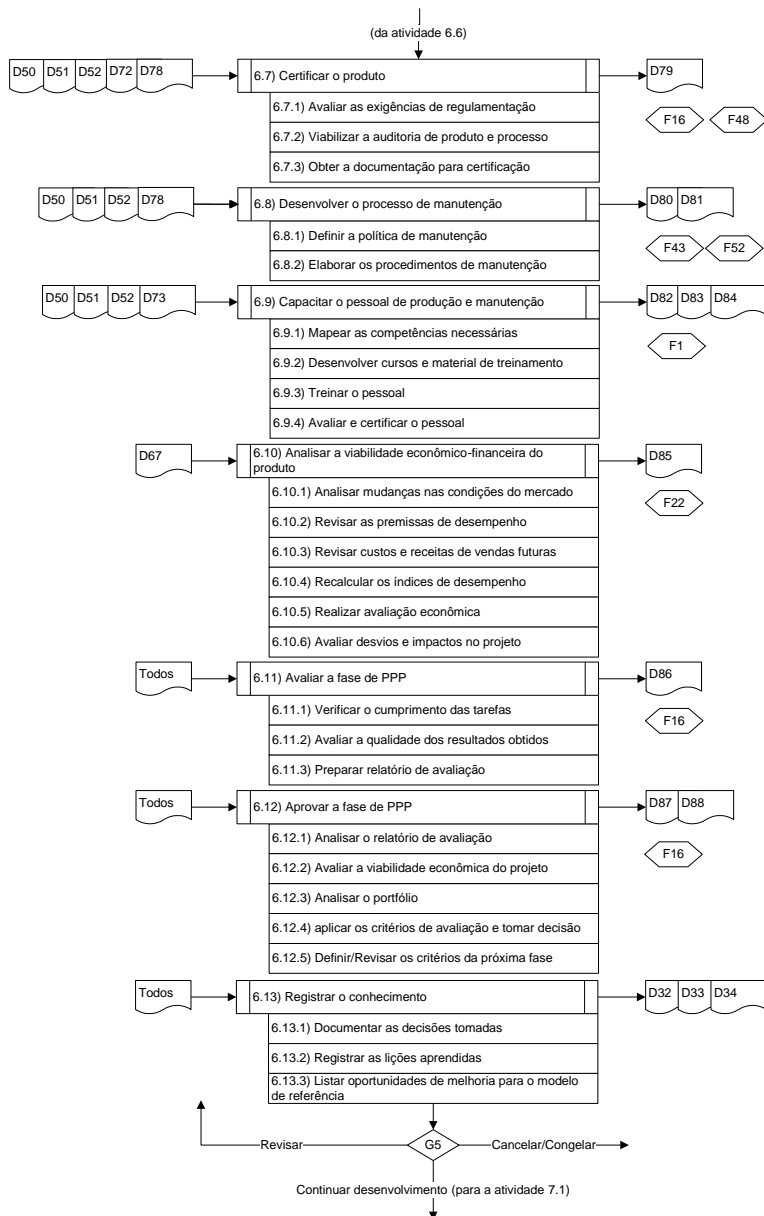 (da atividade 6.6)
D50 D51 D52 D72 D78
6.7) Certificar o produto
D79
6.7.1) Avaliar as exigências de regulamentação
F16 F48
6.7.2) Viabilizar a auditoria de produto e processo
6.7.3) Obter a documentação para certificação
D50 D51 D52 D78
6.8) Desenvolver o processo de manutenção
D80 D81
6.8.1) Definir a política de manutenção
F43 F52
6.8.2) Elaborar os procedimentos de manutenção
D50 D51 D52 D73
6.9) Capacitar o pessoal de produção e manutenção
D82 D83 D84
6.9.1) Mapear as competências necessárias
F1
6.9.2) Desenvolver cursos e material de treinamento
6.9.3) Treinar o pessoal
6.9.4) Avaliar e certificar o pessoal
D67
6.10) Analisar a viabilidade econômico-financeira do
produto
D85
6.10.1) Analisar mudanças nas condições do mercado
F22
6.10.2) Revisar as premissas de desempenho
6.10.3) Revisar custos e receitas de vendas futuras
6.10.4) Recalcular os índices de desempenho
6.10.5) Realizar avaliação econômica
6.10.6) Avaliar desvios e impactos no projeto
Todos
6.11) Avaliar a fase de PPP
D86
6.11.1) Verificar o cumprimento das tarefas
F16
6.11.2) Avaliar a qualidade dos resultados obtidos
6.11.3) Preparar relatório de avaliação
Todos
6.12) Aprovar a fase de PPP
D87 D88
6.12.1) Analisar o relatório de avaliação
F16
6.12.2) Avaliar a viabilidade econômica do projeto
6.12.3) Analisar o portfólio
6.12.4) aplicar os critérios de avaliação e tomar decisão
6.12.5) Definir/Revisar os critérios da próxima fase
Todos
6.13) Registrar o conhecimento
D32 D33 D34
6.13.1) Documentar as decisões tomadas
6.13.2) Registrar as lições aprendidas
6.13.3) Listar oportunidades de melhoria para o modelo
de referência
Revisar
G5
Cancelar/Congelar
Continuar desenvolvimento (para a atividade 7.1)